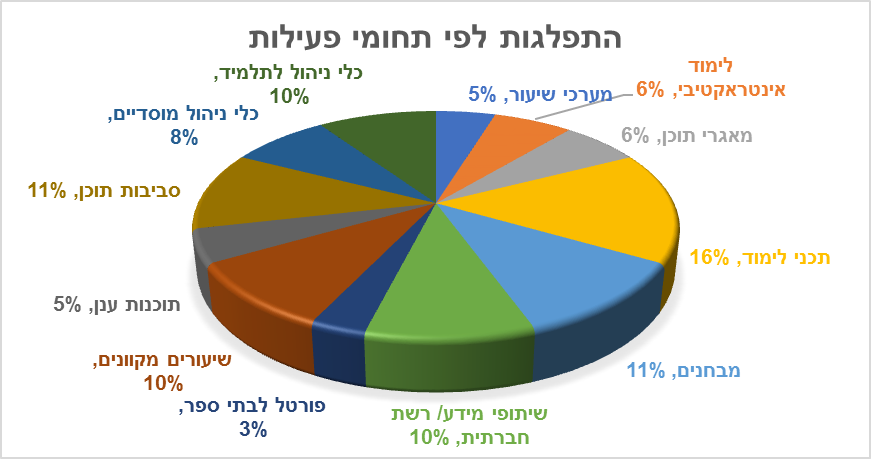 התפלגות לפי תחומי פעילות
מערכי שיעור, 5%
לימוד
אינטראקטיבי, 6%
מאגרי תוכן, 6%
תכני לימוד, 16%
מבחנים, 11%
שיתופי מידע/ רשת
חברתית, 10%
פורטל לבתי ספר,
3%
שיעורים מקוונים,
10%
תוכנות ענן, 5%
סביבות תוכן, 11%
כלי ניהול מוסדיים,
8%
כלי ניהול לתלמיד,
10%